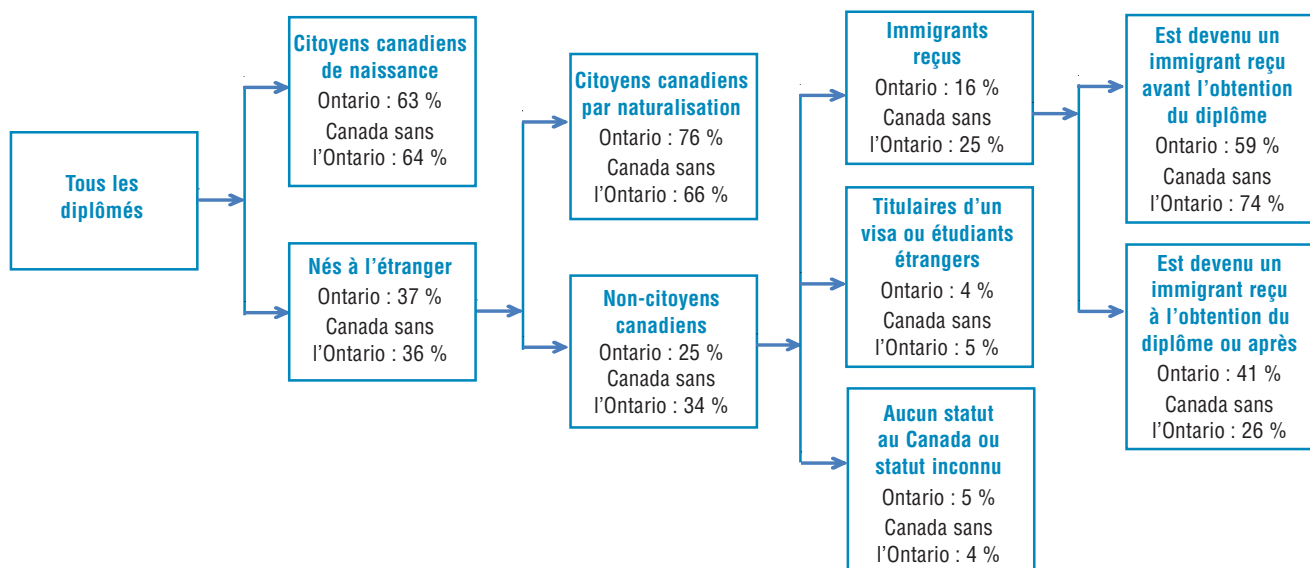 Tous les
diplômés
Citoyens canadiens
de naissance
Ontario : 63 %
Canada sans
l’Ontario : 64 %
Nés à l’étranger
Ontario : 37 %
Canada sans
l’Ontario : 36 %
Citoyens canadiens
par naturalisation
Ontario : 76 %
Canada sans
l’Ontario : 66 %
Non-citoyens
canadiens
Ontario : 25 %
Canada sans
l’Ontario : 34 %
Immigrants
reçus
Ontario : 16 %
Canada sans
l’Ontario : 25 %
Titulaires d’un
visa ou étudiants
étrangers
Ontario : 4 %
Canada sans
l’Ontario : 5 %
Aucun statut
au Canada ou
statut inconnu
Ontario : 5 %
Canada sans
l’Ontario : 4 %
Est devenu un
immigrant reçu
avant l’obtention
du diplôme
Ontario : 59 %
Canada sans
l’Ontario : 74 %
Est devenu un
immigrant reçu
à l’obtention du
diplôme ou après
Ontario : 41 %
Canada sans
l’Ontario : 26 %